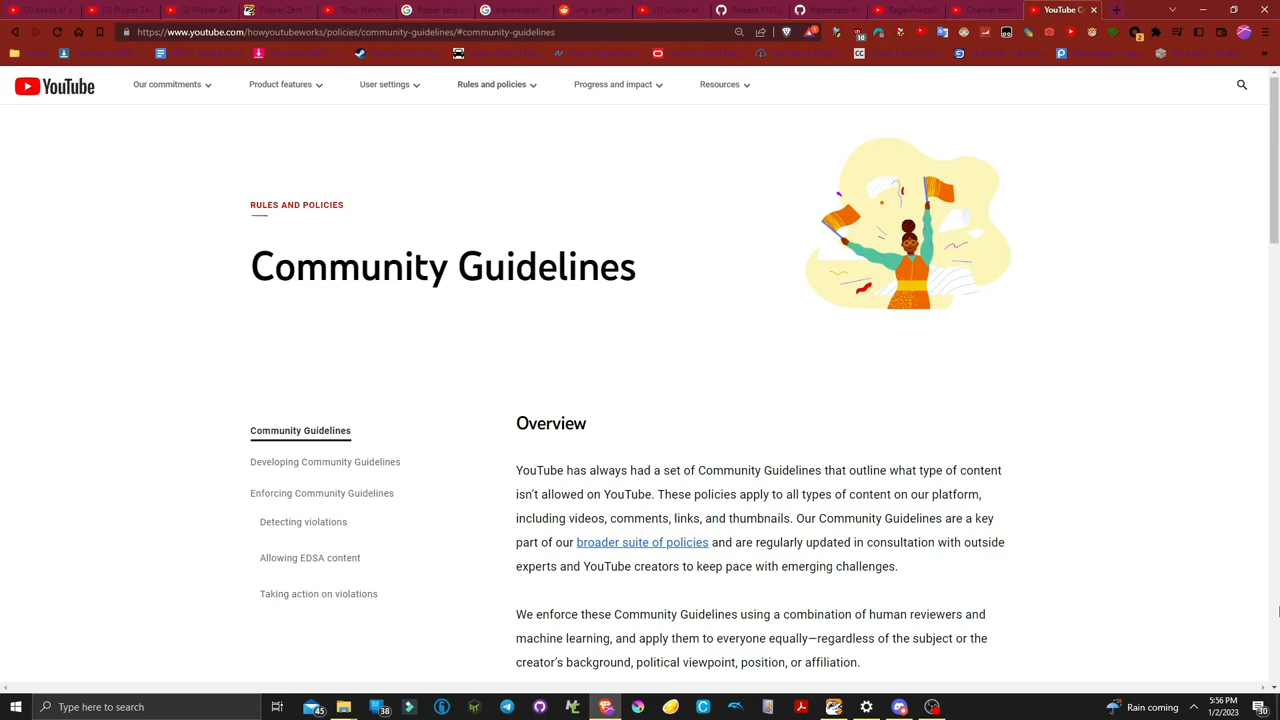 https://www.youtube.com/howyoutubeworks/policies/community-guidelines/#community-guidelines
YouTube
Our commitments
Product features
User settings
Rules and policies
Progress and impact
Resources
RULES AND POLICIES
Community Guidelines
Community Guidelines
Developing Community Guidelines
Enforcing Community Guidelines
Detecting violations
Allowing EDSA content
Taking action on violations
Overview
YouTube has always had a set of Community Guidelines that outline what type of content
isn't allowed on YouTube. These policies apply to all types of content on our platform,
including videos, comments, links, and thumbnails. Our Community Guidelines are a key
part of our broader suite of policies and are regularly updated in consultation with outside
experts and YouTube creators to keep pace with emerging challenges.
We enforce these Community Guidelines using a combination of human reviewers and
machine learning, and apply them to everyone equally—regardless of the subject or the
creator's background, political viewpoint, position, or affiliation.
Type here to search
45
38
Rain coming
5:56 PM
1/2/2023
30